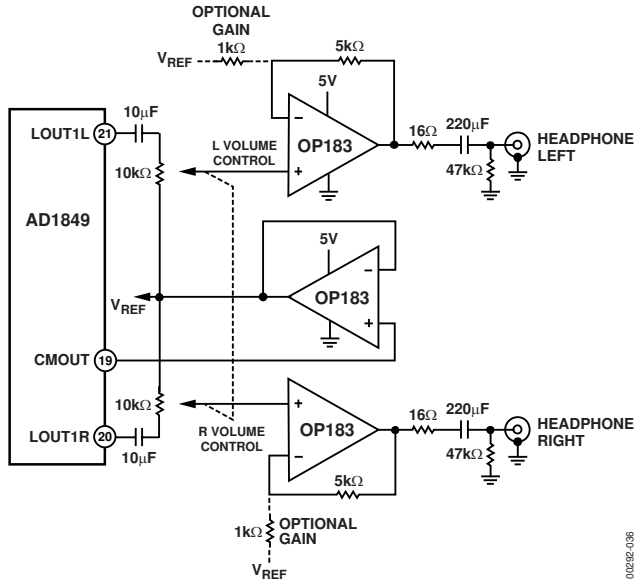 OPTIONAL
GAIN
1kΩ
VREF
5kΩ
5V
10μF
LOUT1L
21
L VOLUME
CONTROL
−
+
OP183
16Ω
220μF
HEADPHONE
LEFT
47kΩ
10kΩ
AD1849
5V
−
OP183
+
VREF
CMOUT
19
10kΩ
R VOLUME
CONTROL
+
−
OP183
16Ω
220μF
HEADPHONE
RIGHT
47kΩ
LOUT1R
20
10μF
5kΩ
1kΩ
OPTIONAL
GAIN
VREF
00292-036